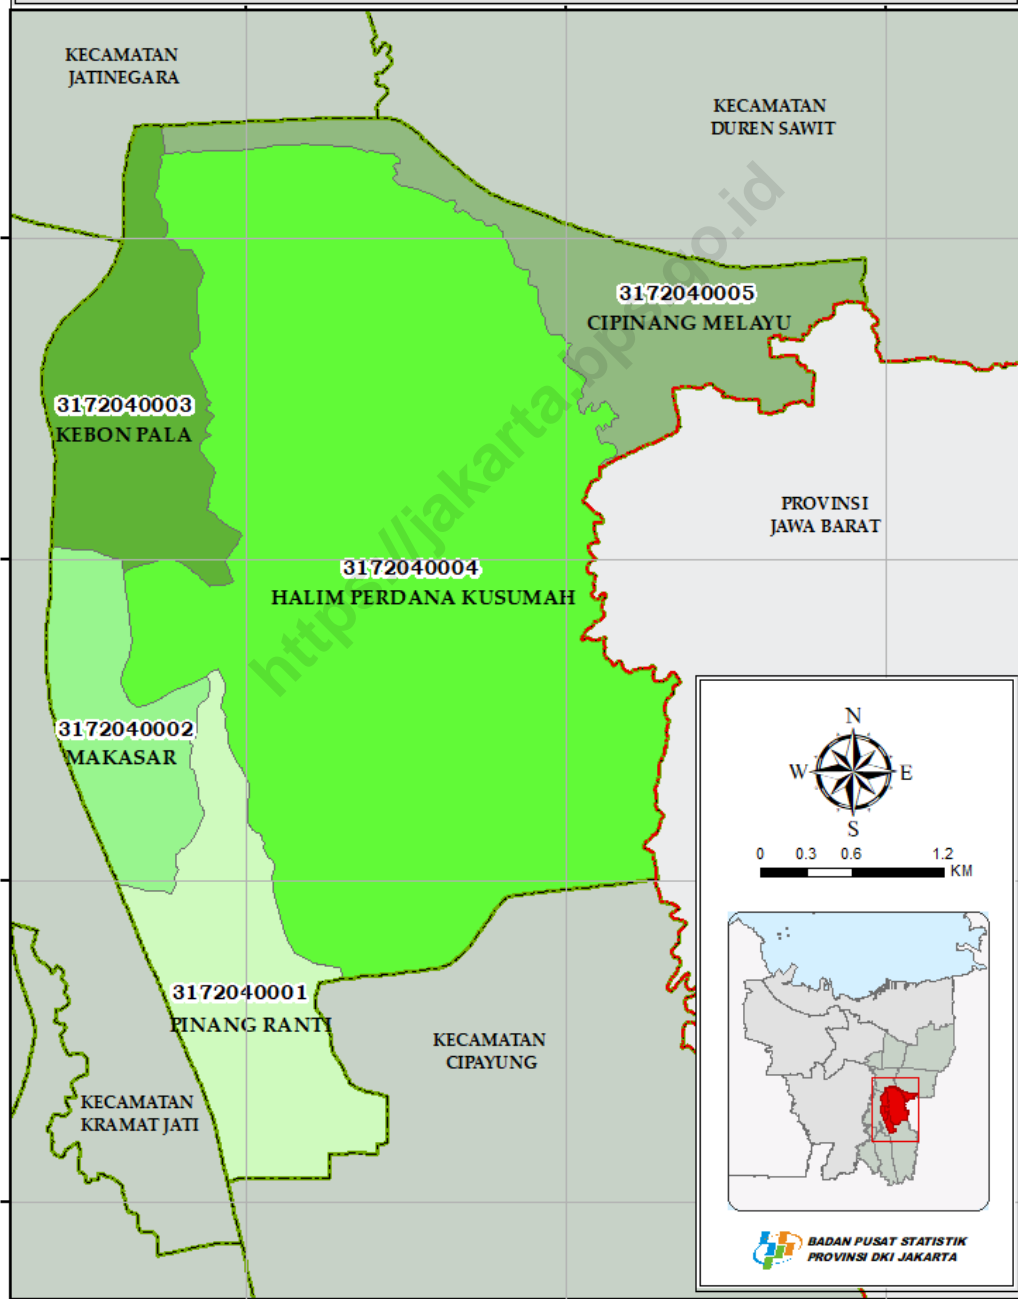 KECAMATAN
JATINEGARA
KECAMATAN
DUREN SAWIT
3172040005
CIPINANG MELAYU
3172040003
KEBON PALA
PROVINSI
JAWA BARAT
3172040004
HALIM PERDANA KUSUMAH
3172040002
MAKASAR
3172040001
PINANG RANTI
KECAMATAN
CIPAYUNG
KECAMATAN
KRAMAT JATI
https://jakarta.bps.go.id
N
W E
S
0 0.3 0.6 1.2
KM
BADAN PUSAT STATISTIK
PROVINSI DKI JAKARTA